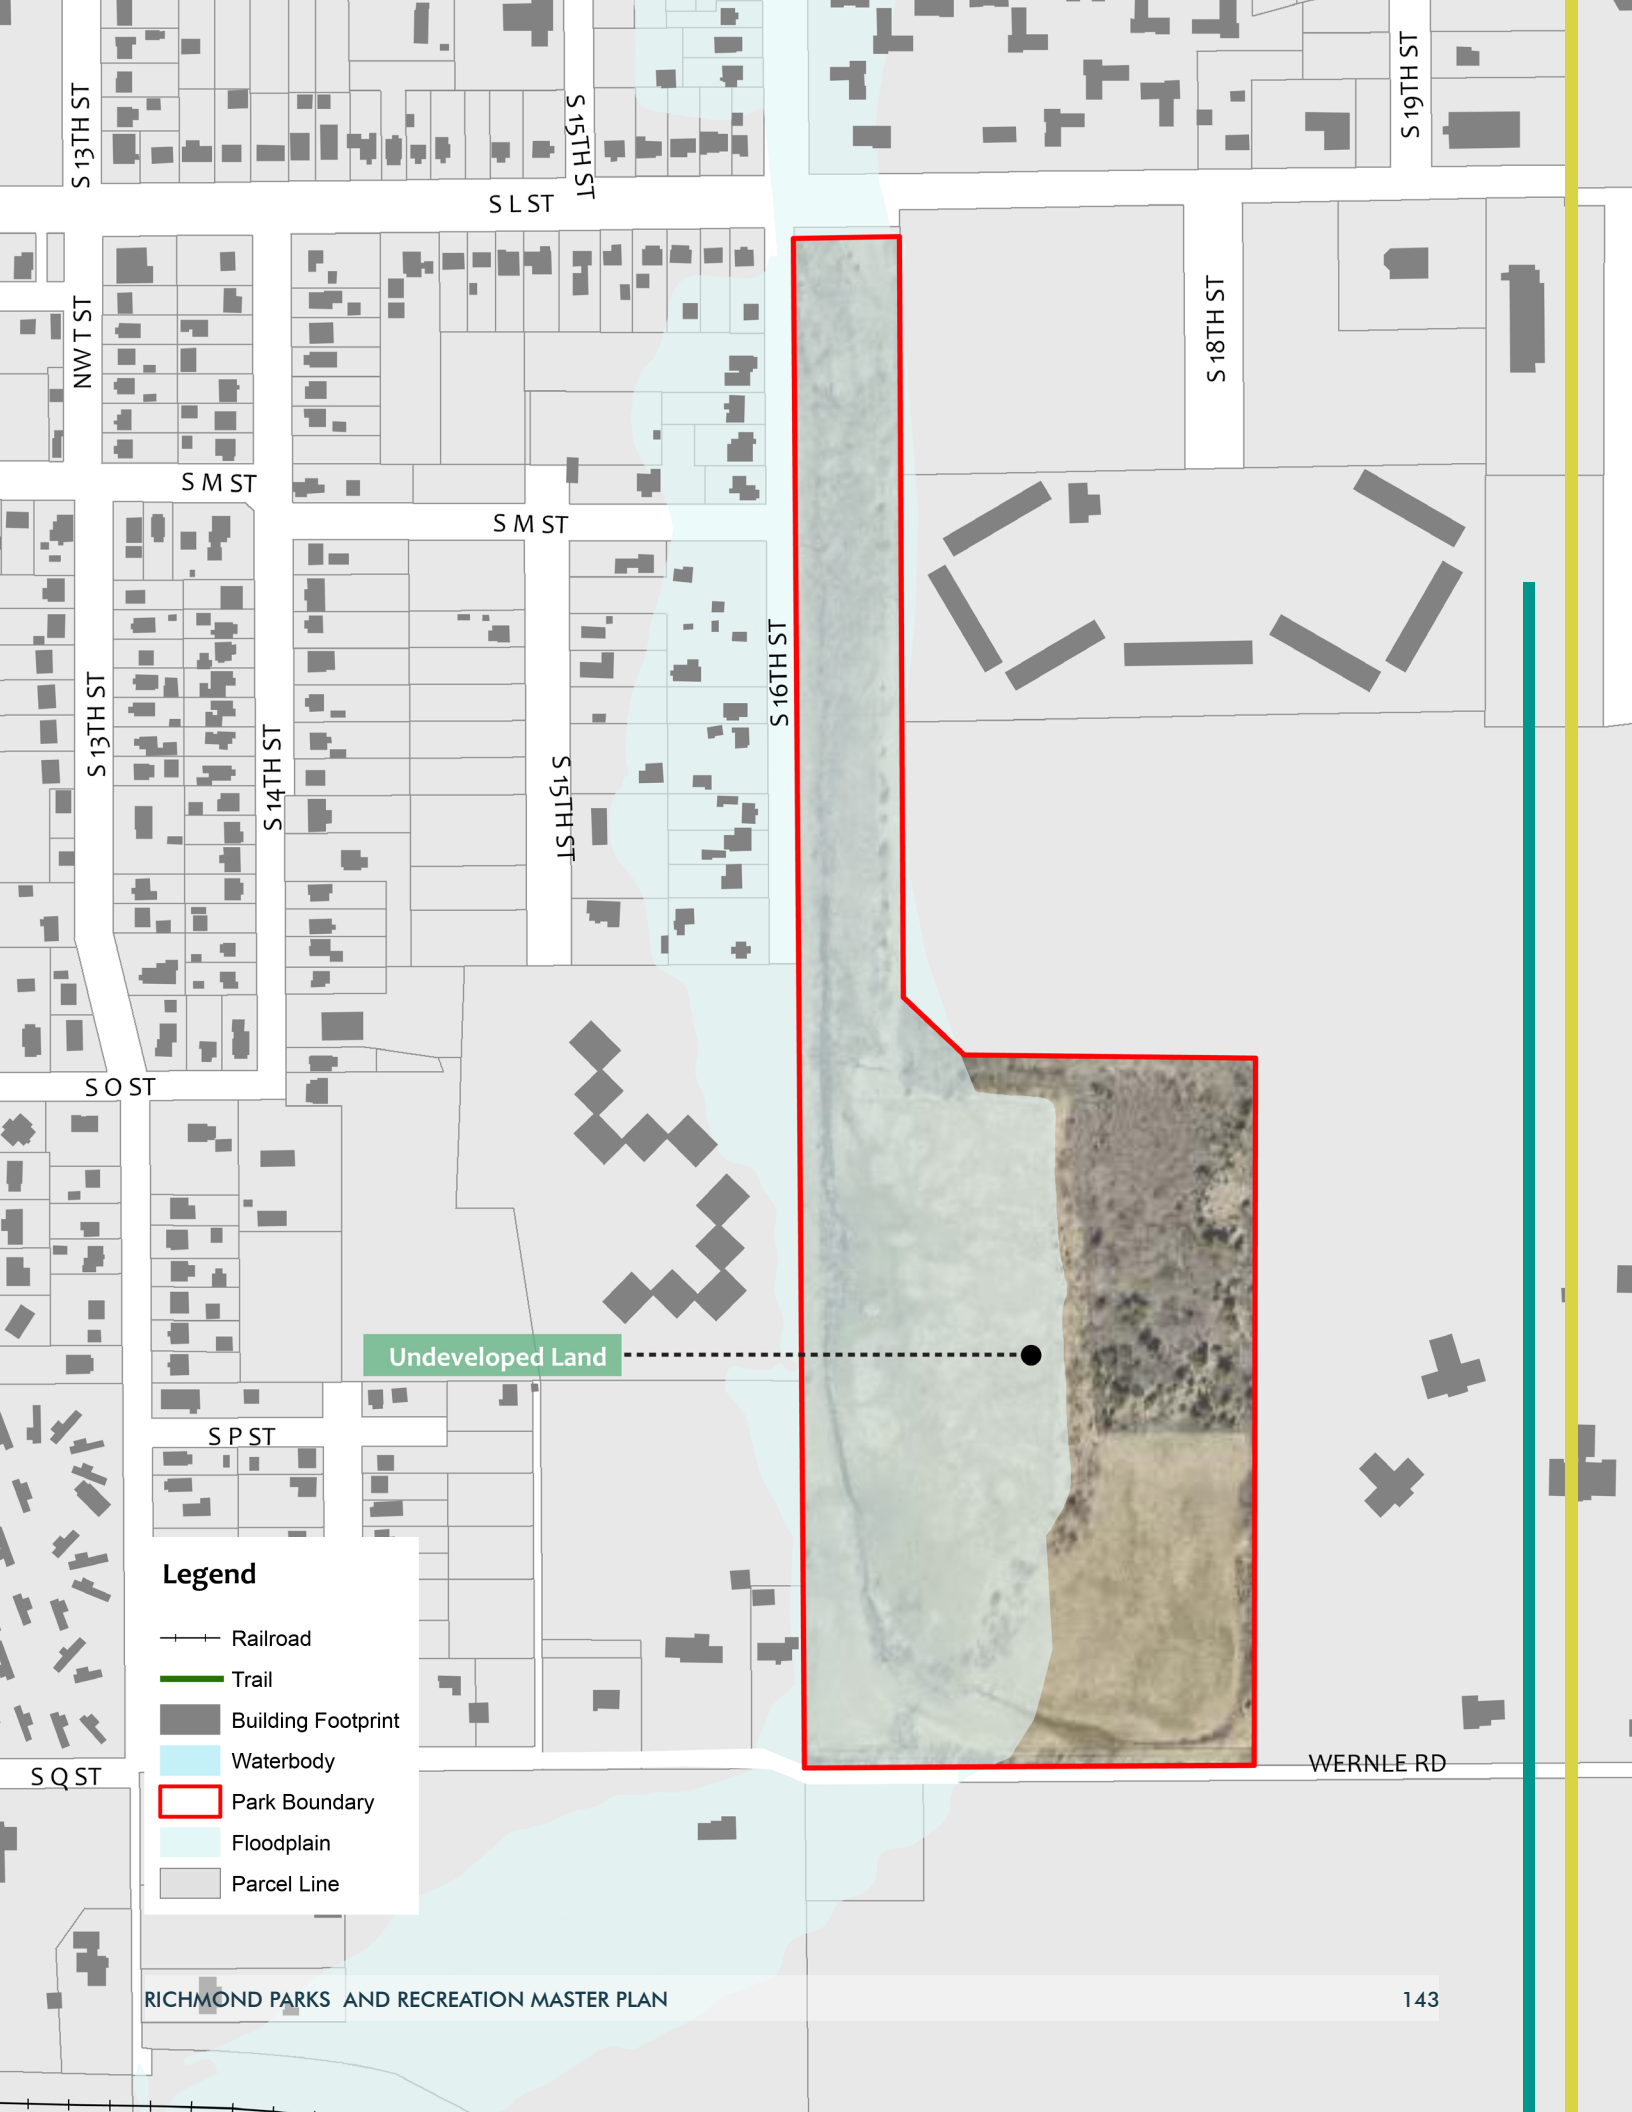 S 13TH ST
S 15TH ST
S 19TH ST
S L ST
NW T ST
S 18TH ST
S M ST
S M ST
S 16TH ST
S 13TH ST
S 14TH ST
S 15TH ST
S O ST
Undeveloped Land
S P ST
Legend
Railroad
Trail
Building Footprint
Waterbody
Park Boundary
Floodplain
Parcel Line
S Q ST
WERNLE RD
RICHMOND PARKS AND RECREATION MASTER PLAN
143